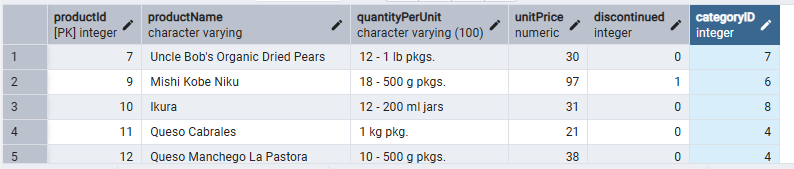 productId productName quantityPerUnit unitPrice discontinued categoryID
[PK] integer character varying character varying (100) numeric integer integer
1 7 Uncle Bob's Organic Dried Pears 12 - 1 lb pkgs. 30 0 7
2 9 Mishi Kobe Niku 18 - 500 g pkgs. 97 1 6
3 10 Ikura 12 - 200 ml jars 31 0 8
4 11 Queso Cabrales 1 kg pkg. 21 0 4
5 12 Queso Manchego La Pastora 10 - 500 g pkgs. 38 0 4